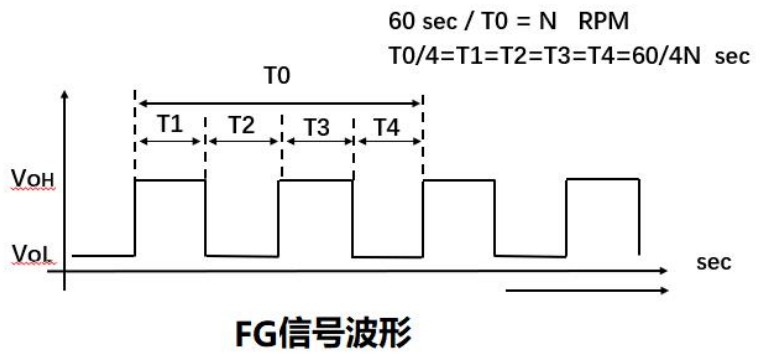 60 sec / T0 = N RPM
T0/4=T1=T2=T3=T4=60/4N sec
T0
T1 T2 T3 T4
VOH
VOL
sec
FG信号波形